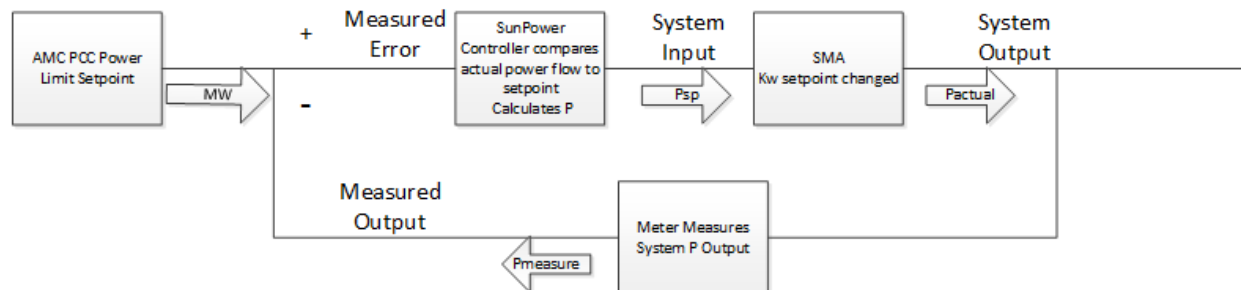 AMC PCC Power
Limit Setpoint
MW
+
-
Measured
Error
SunPower
Controller compares
actual power flow to
setpoint
Calculates P
System
Input
Psp
SMA
Kw setpoint changed
System
Output
Pactual
Measured
Output
Pmeasure
Meter Measures
System P Output